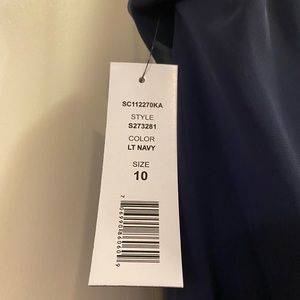 SC112270KA
STYLE
S273281
COLOR
LT NAVY
SIZE
10